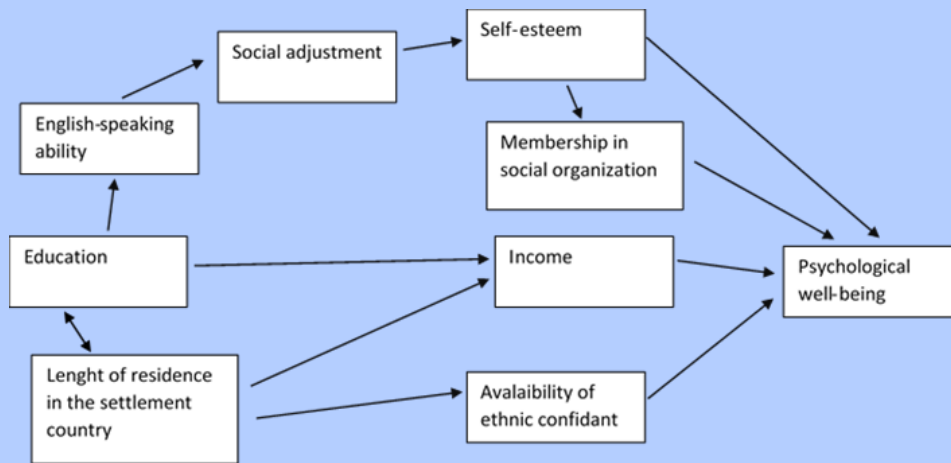 Self-esteem
Social adjustment
English-speaking
ability
Membership in
social organization
Education
Income
Psychological
well-being
Lenght of residence
in the settlement
country
Avalaibility of
ethnic confidant